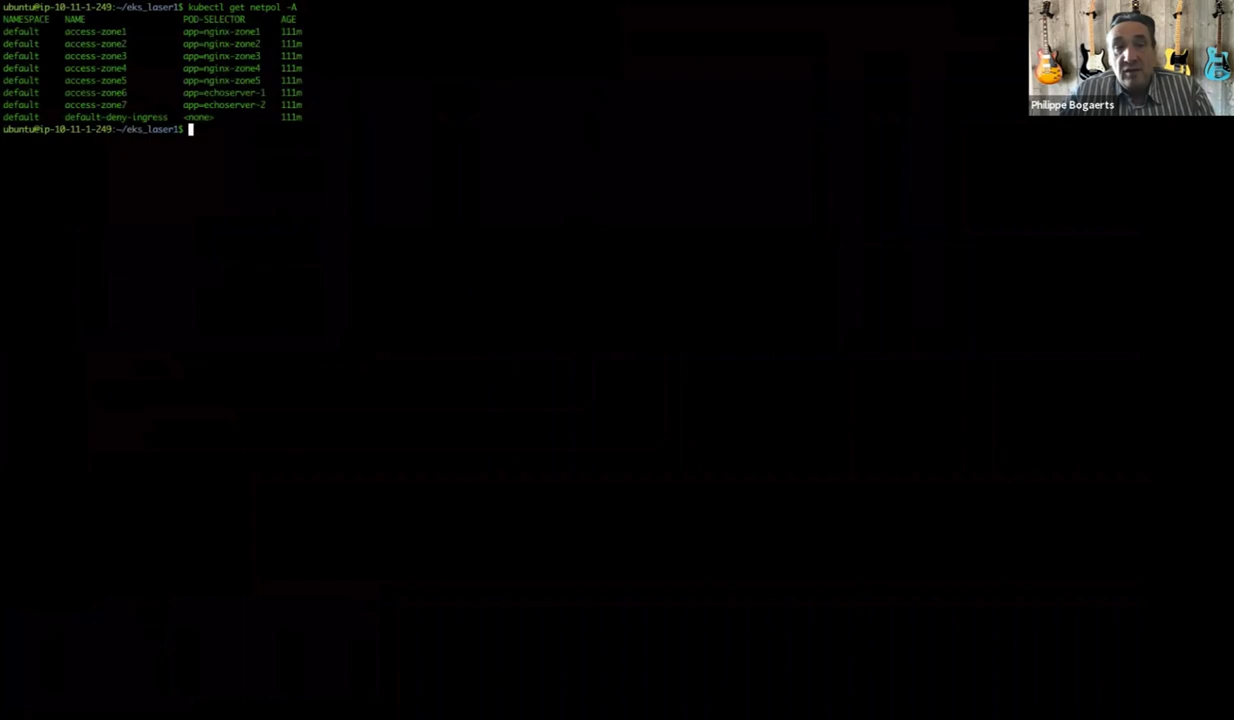 ubuntu@ip-10-11-1-249:~/eks_laser1$ kubectl get netpol -A
NAMESPACE NAME POD-SELECTOR AGE
default access-zone1 app=nginx-zone1 111m
default access-zone2 app=nginx-zone2 111m
default access-zone3 app=nginx-zone3 111m
default access-zone4 app=nginx-zone4 111m
default access-zone5 app=nginx-zone5 111m
default access-zone6 app=echoserver-1 111m
default access-zone7 app=echoserver-2 111m
default default-deny-ingress <none> 111m
ubuntu@ip-10-11-1-249:~/eks_laser1$
Philippe Bogaerts